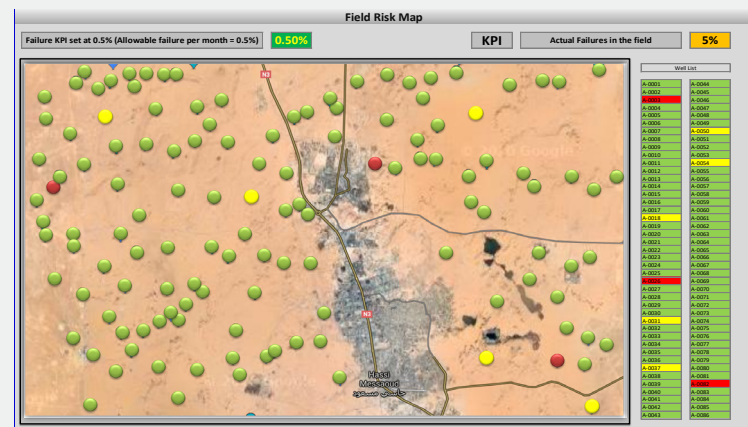 Field Risk Map
Failure KPI set at 0.5% (Allowable failure per month = 0.5%)
0.50%
KPI
Actual Failures in the field
5%
N3
N3
Hassi
Messaoud
حاسي مسعود
Well List
A-0001 A-0044
A-0002 A-0045
A-0003 A-0046
A-0004 A-0047
A-0005 A-0048
A-0006 A-0049
A-0007 A-0050
A-0008 A-0051
A-0009 A-0052
A-0010 A-0053
A-0011 A-0054
A-0012 A-0055
A-0013 A-0056
A-0014 A-0057
A-0015 A-0058
A-0016 A-0059
A-0017 A-0060
A-0018 A-0061
A-0019 A-0062
A-0020 A-0063
A-0021 A-0064
A-0022 A-0065
A-0023 A-0066
A-0024 A-0067
A-0025 A-0068
A-0026 A-0069
A-0027 A-0070
A-0028 A-0071
A-0029 A-0072
A-0030 A-0073
A-0031 A-0074
A-0032 A-0075
A-0033 A-0076
A-0034 A-0077
A-0035 A-0078
A-0036 A-0079
A-0037 A-0080
A-0038 A-0081
A-0039 A-0082
A-0040 A-0083
A-0041 A-0084
A-0042 A-0085
A-0043 A-0086